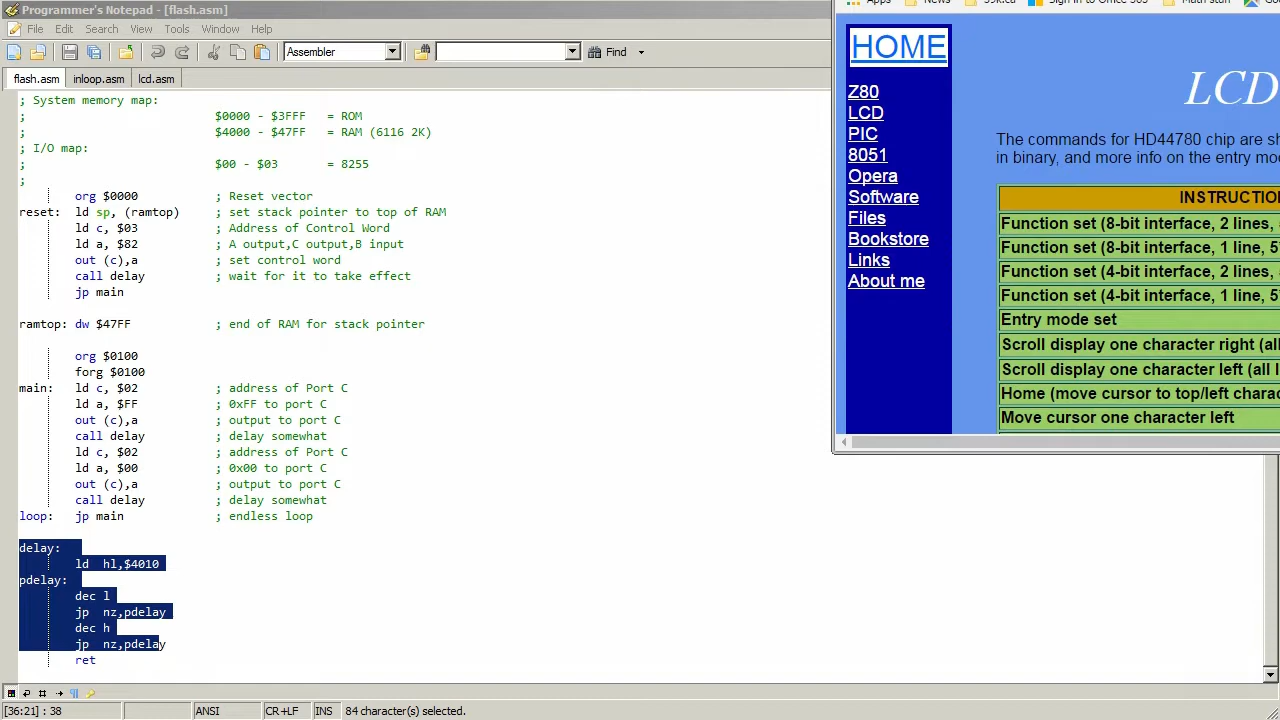 Programmer's Notepad - [flash.asm]
File Edit Search View Tools Window Help
Assembler
Find
flash.asm inloop.asm lcd.asm
; System memory map:
; $0000 - $3FFF = ROM
; $4000 - $47FF = RAM (6116 2K)
; I/O map:
; $00 - $03 = 8255
;
org $0000 ; Reset vector
reset: ld sp, (ramtop) ; set stack pointer to top of RAM
ld c, $03 ; Address of Control Word
ld a, $82 ; A output,C output,B input
out (c),a ; set control word
call delay ; wait for it to take effect
jp main
ramtop: dw $47FF ; end of RAM for stack pointer
org $0100
forg $0100
main: ld c, $02 ; address of Port C
ld a, $FF ; 0xFF to port C
out (c),a ; output to port C
call delay ; delay somewhat
ld c, $02 ; address of Port C
ld a, $00 ; 0x00 to port C
out (c),a ; output to port C
call delay ; delay somewhat
loop: jp main ; endless loop
delay:
ld hl,$4010
pdelay:
dec l
jp nz,pdelay
dec h
jp nz,pdelay
ret
[36:21] : 38 ANSI CR+LF INS 84 character(s) selected.
HOME
Z80
LCD
PIC
8051
Opera
Software
Files
Bookstore
Links
About me
LCD
The commands for HD44780 chip are sh
in binary, and more info on the entry mo
INSTRUCTION
Function set (8-bit interface, 2 lines,
Function set (8-bit interface, 1 line, 5
Function set (4-bit interface, 2 lines,
Function set (4-bit interface, 1 line, 5
Entry mode set
Scroll display one character right (all
Scroll display one character left (all l
Home (move cursor to top/left charac
Move cursor one character left